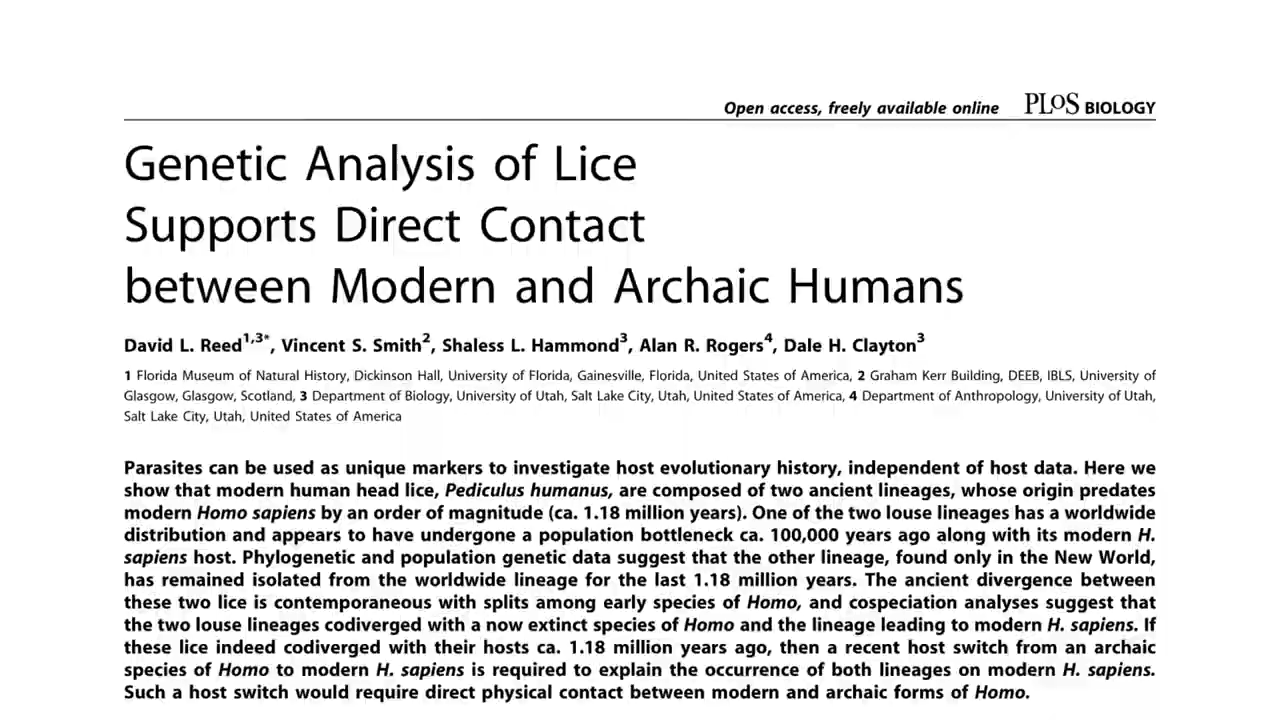 Open access, freely available online PLoS BIOLOGY
Genetic Analysis of Lice
Supports Direct Contact
between Modern and Archaic Humans
David L. Reed1,3*, Vincent S. Smith2, Shaless L. Hammond3, Alan R. Rogers4, Dale H. Clayton3
1 Florida Museum of Natural History, Dickinson Hall, University of Florida, Gainesville, Florida, United States of America, 2 Graham Kerr Building, DEEB, IBLS, University of
Glasgow, Glasgow, Scotland, 3 Department of Biology, University of Utah, Salt Lake City, Utah, United States of America, 4 Department of Anthropology, University of Utah,
Salt Lake City, Utah, United States of America
Parasites can be used as unique markers to investigate host evolutionary history, independent of host data. Here we
show that modern human head lice, Pediculus humanus, are composed of two ancient lineages, whose origin predates
modern Homo sapiens by an order of magnitude (ca. 1.18 million years). One of the two louse lineages has a worldwide
distribution and appears to have undergone a population bottleneck ca. 100,000 years ago along with its modern H.
sapiens host. Phylogenetic and population genetic data suggest that the other lineage, found only in the New World,
has remained isolated from the worldwide lineage for the last 1.18 million years. The ancient divergence between
these two lice is contemporaneous with splits among early species of Homo, and cospeciation analyses suggest that
the two louse lineages codiverged with a now extinct species of Homo and the lineage leading to modern H. sapiens. If
these lice indeed codiverged with their hosts ca. 1.18 million years ago, then a recent host switch from an archaic
species of Homo to modern H. sapiens is required to explain the occurrence of both lineages on modern H. sapiens.
Such a host switch would require direct physical contact between modern and archaic forms of Homo.